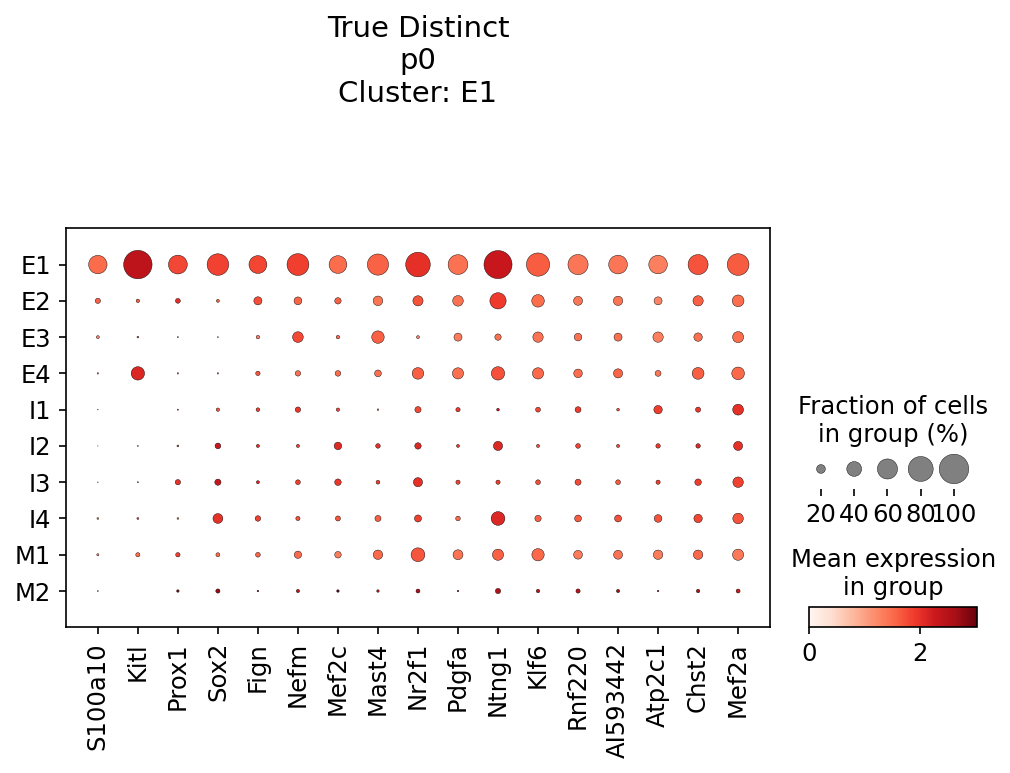 True Distinct
p0
Cluster: E1
E1
E2
E3
E4
I1
I2
I3
I4
M1
M2
S100a10
Kitl
Prox1
Sox2
Fign
Nefm
Mef2c
Mast4
Nr2f1
Pdgfa
Ntng1
Klf6
Rnf220
AI593442
Atp2c1
Chst2
Mef2a
Fraction of cells
in group (%)
20 40 60 80 100
Mean expression
in group
0 2